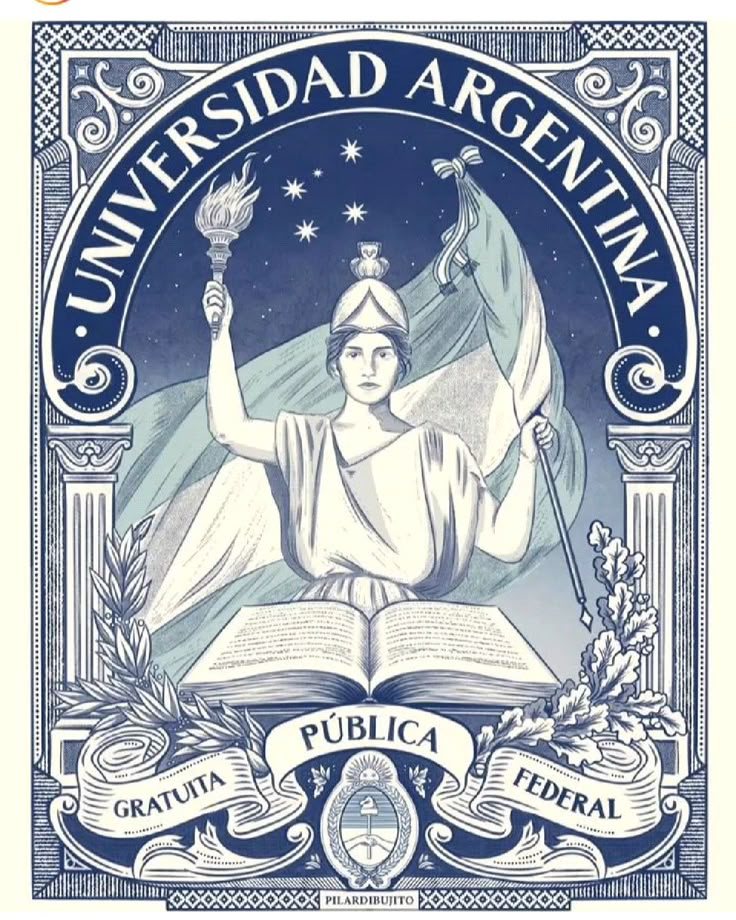 UNIVERSIDAD ARGENTINA
PÚBLICA
GRATUITA
FEDERAL
PILARDIBUJITO